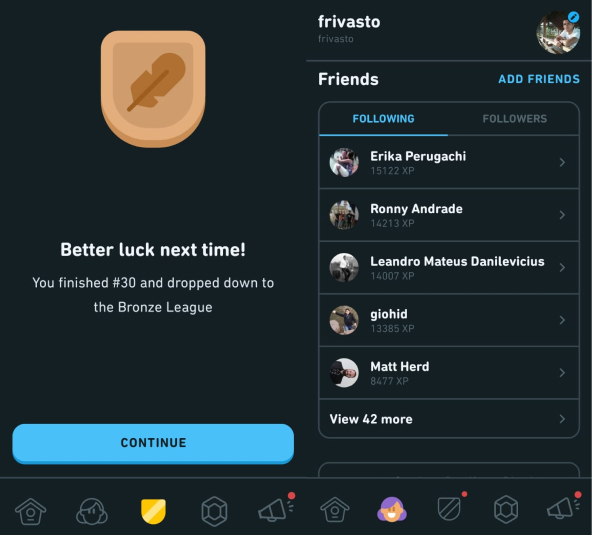 Better luck next time!
You finished #30 and dropped down to
the Bronze League
CONTINUE
frivasto
frivasto
Friends
ADD FRIENDS
FOLLOWING
FOLLOWERS
Erika Perugachi
15122 XP
Ronny Andrade
14213 XP
Leandro Mateus Danilevicius
14007 XP
giohid
13385 XP
Matt Herd
8477 XP
View 42 more